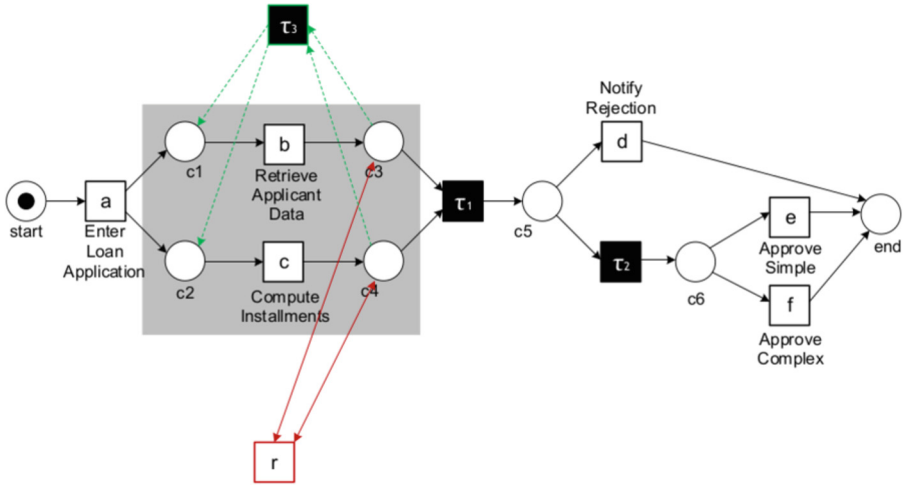 τ3
c1
b
Retrieve
Applicant
Data
c3
start
a
Enter
Loan
Application
τ1
c5
Notify
Rejection
d
e
Approve
Simple
end
c2
c
Compute
Installments
c4
τ2
c6
f
Approve
Complex
r